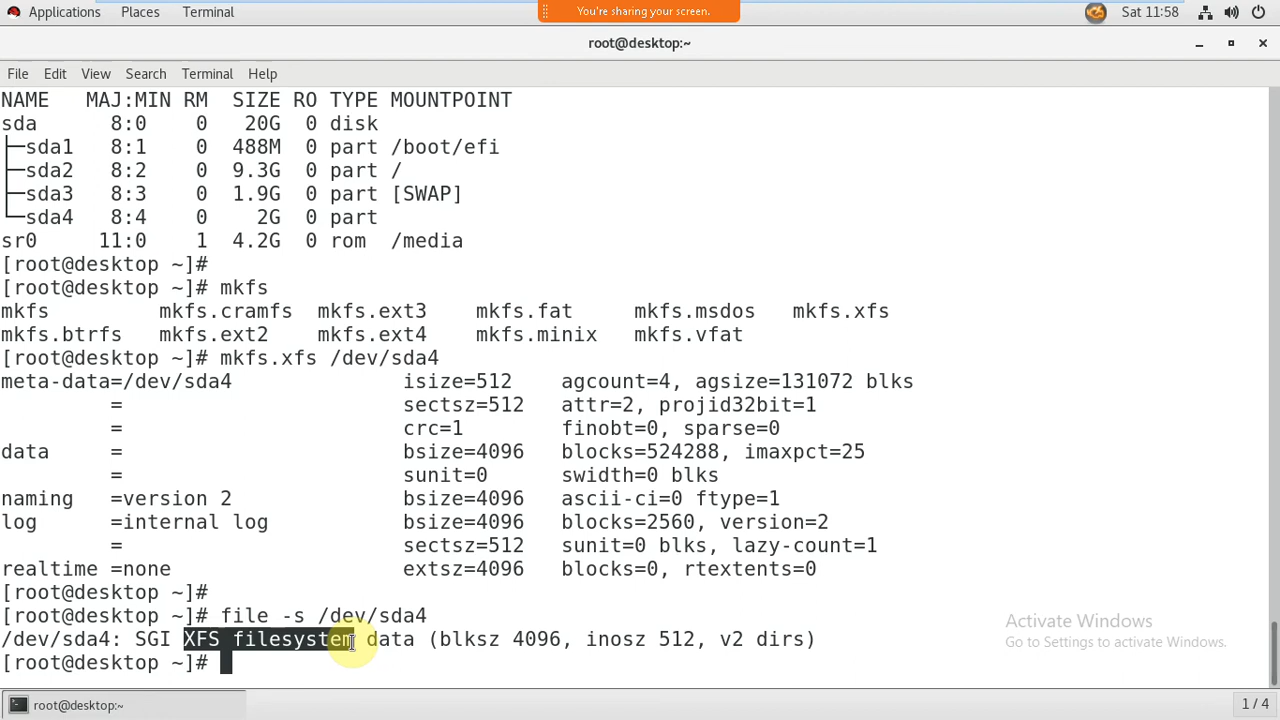 Applications Places Terminal You're sharing your screen. Sat 11:58
root@desktop:~
File Edit View Search Terminal Help
NAME   MAJ:MIN RM  SIZE RO TYPE MOUNTPOINT
sda      8:0    0   20G  0 disk
├─sda1   8:1    0  488M  0 part /boot/efi
├─sda2   8:2    0  9.3G  0 part /
├─sda3   8:3    0  1.9G  0 part [SWAP]
└─sda4   8:4    0    2G  0 part
sr0     11:0    1  4.2G  0 rom  /media
[root@desktop ~]#
[root@desktop ~]# mkfs
mkfs         mkfs.cramfs  mkfs.ext3    mkfs.fat     mkfs.msdos   mkfs.xfs
mkfs.btrfs   mkfs.ext2    mkfs.ext4    mkfs.minix   mkfs.vfat
[root@desktop ~]# mkfs.xfs /dev/sda4
meta-data=/dev/sda4              isize=512    agcount=4, agsize=131072 blks
         =                       sectsz=512   attr=2, projid32bit=1
         =                       crc=1        finobt=0, sparse=0
data     =                       bsize=4096   blocks=524288, imaxpct=25
         =                       sunit=0      swidth=0 blks
naming   =version 2              bsize=4096   ascii-ci=0 ftype=1
log      =internal log           bsize=4096   blocks=2560, version=2
         =                       sectsz=512   sunit=0 blks, lazy-count=1
realtime =none                   extsz=4096   blocks=0, rtextents=0
[root@desktop ~]#
[root@desktop ~]# file -s /dev/sda4
/dev/sda4: SGI XFS filesystem data (blksz 4096, inosz 512, v2 dirs)
[root@desktop ~]#
Activate Windows
Go to Settings to activate Windows.
root@desktop:~ 1 / 4